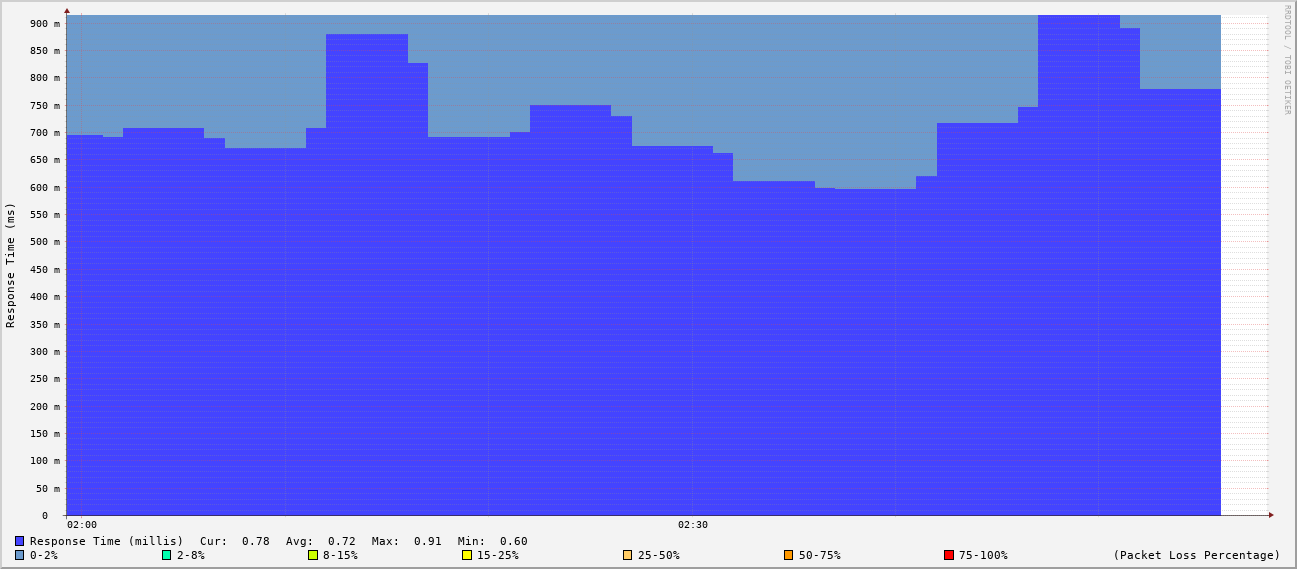 RRDTOOL / TOBI OETIKER
Response Time (ms)
900 m
850 m
800 m
750 m
700 m
650 m
600 m
550 m
500 m
450 m
400 m
350 m
300 m
250 m
200 m
150 m
100 m
50 m
0
02:00 02:30
Response Time (millis) Cur: 0.78 Avg: 0.72 Max: 0.91 Min: 0.60
0-2% 2-8% 8-15% 15-25% 25-50% 50-75% 75-100% (Packet Loss Percentage)